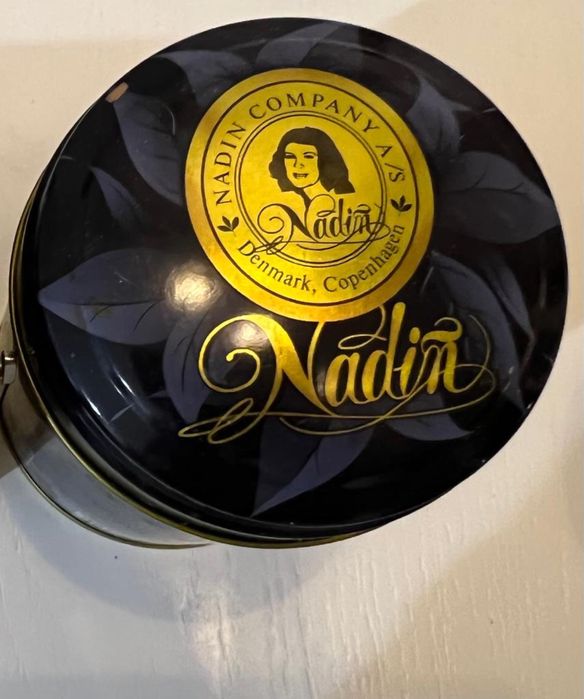 NADIN COMPANY A/S
Nadin
Denmark, Copenhagen
Nadin